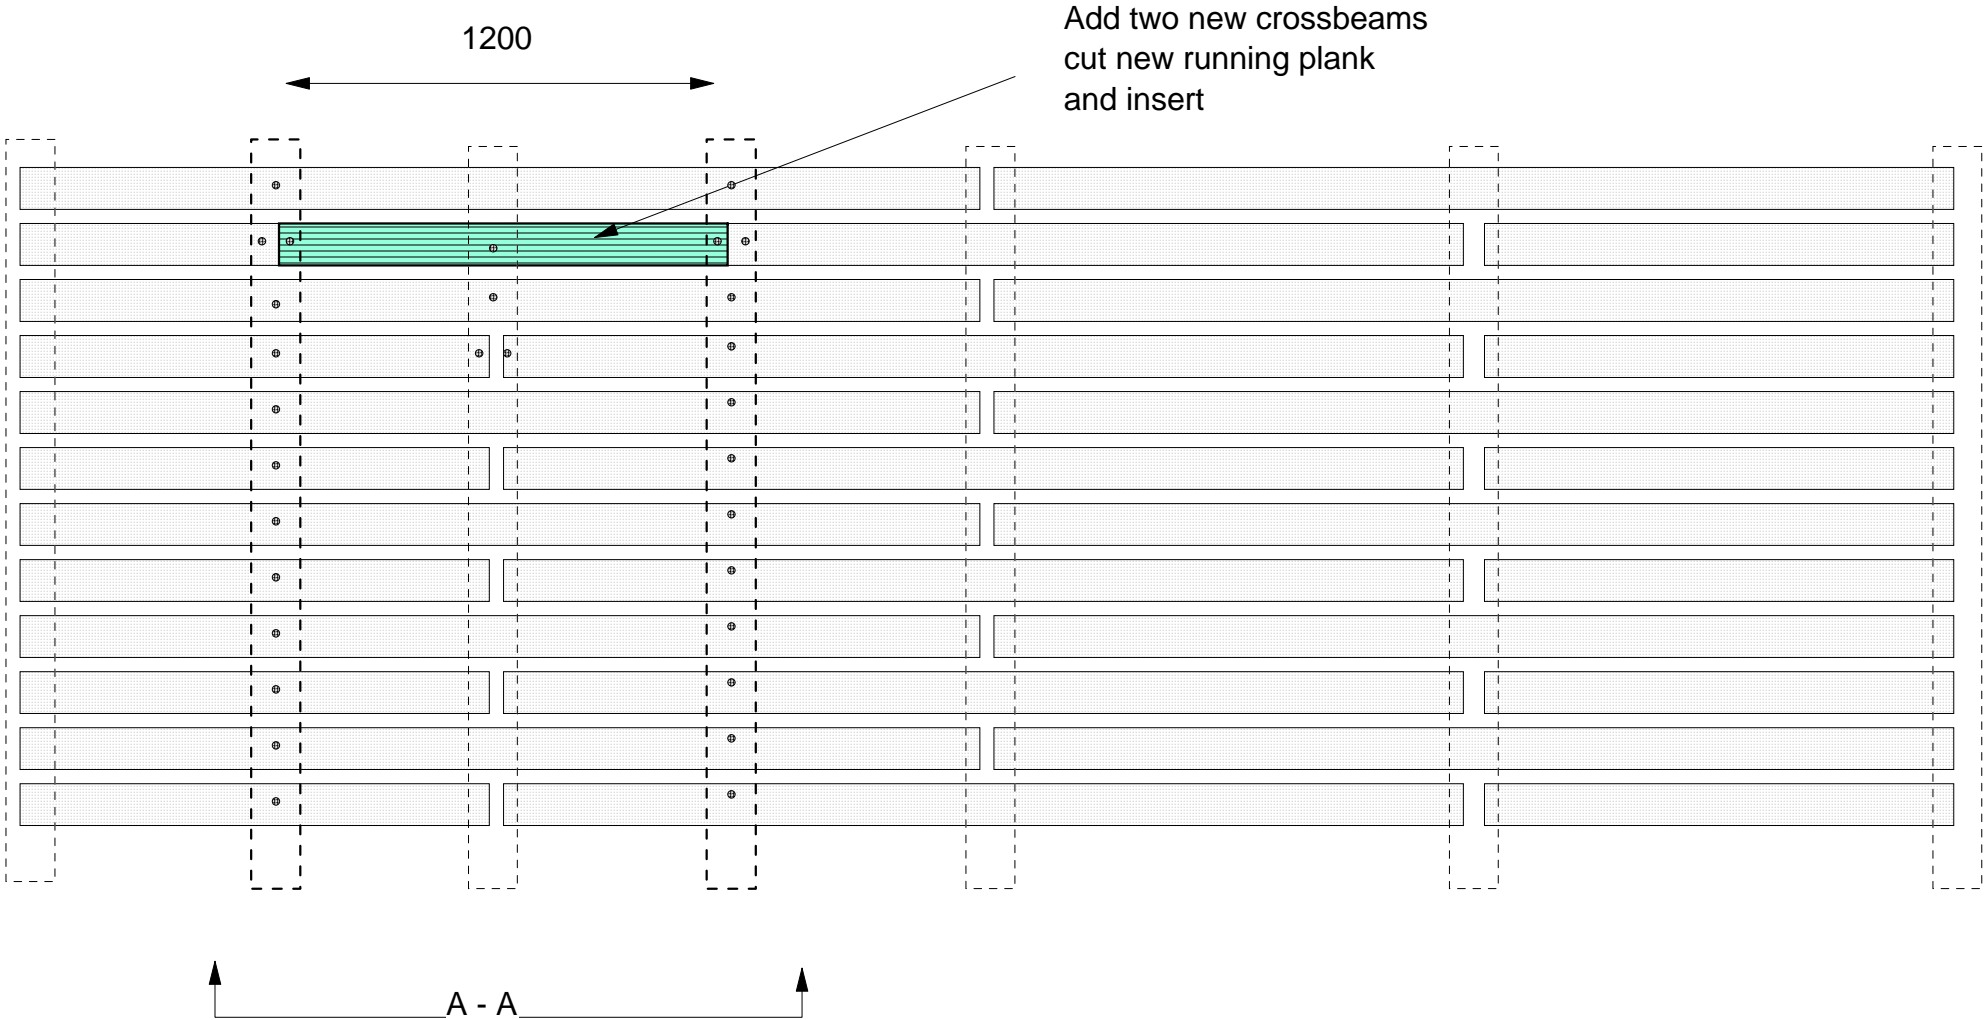 1200
Add two new crossbeams
cut new running plank
and insert
A - A